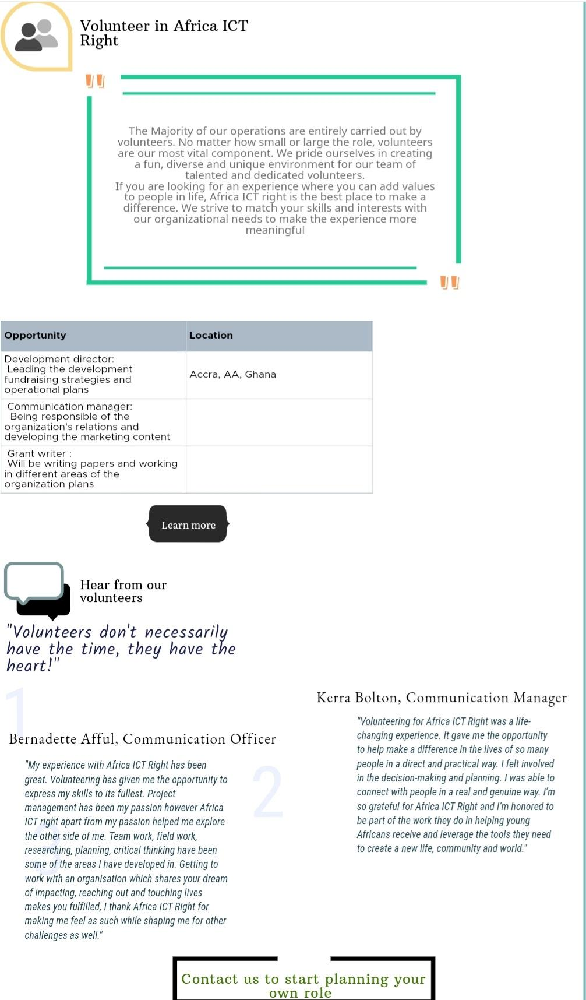 Volunteer in Africa ICT
Right
"
The Majority of our operations are entirely carried out by
volunteers. No matter how small or large the role, volunteers
are our most vital component. We pride ourselves in creating
a fun, diverse and unique environment for our team of
talented and dedicated volunteers.
If you are looking for an experience where you can add values
to people in life, Africa ICT right is the best place to make a
difference. We strive to match your skills and interests with
our organizational needs to make the experience more
meaningful
"
Opportunity
Location
Development director:
Leading the development
fundraising strategies and
operational plans
Accra, AA, Ghana
Communication manager:
Being responsible of the
organization's relations and
developing the marketing content
Grant writer :
Will be writing papers and working
in different areas of the
organization plans
Learn more
Hear from our
volunteers
"Volunteers don't necessarily
have the time, they have the
heart!"
1
Bernadette Afful, Communication Officer
"My experience with Africa ICT Right has been
great. Volunteering has given me the opportunity to
express my skills to its fullest. Project
management has been my passion however Africa
ICT right apart from my passion helped me explore
the other side of me. Team work, field work,
researching, planning, critical thinking have been
some of the areas I have developed in. Getting to
work with an organisation which shares your dream
of impacting, reaching out and touching lives
makes you fulfilled, I thank Africa ICT Right for
making me feel as such while shaping me for other
challenges as well."
2
3
Kerra Bolton, Communication Manager
"Volunteering for Africa ICT Right was a life-
changing experience. It gave me the opportunity
to help make a difference in the lives of so many
people in a direct and practical way. I felt involved
in the decision-making and planning. I was able to
connect with people in a real and genuine way. I’m
so grateful for Africa ICT Right and I’m honored to
be part of the work they do in helping young
Africans receive and leverage the tools they need
to create a new life, community and world."
Contact us to start planning your
own role